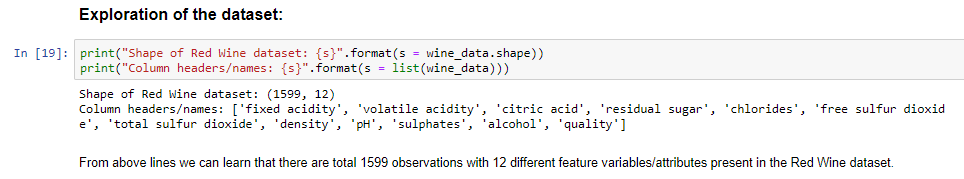 Exploration of the dataset:
In [19]: print("Shape of Red Wine dataset: {s}".format(s = wine_data.shape))
print("Column headers/names: {s}".format(s = list(wine_data)))
Shape of Red Wine dataset: (1599, 12)
Column headers/names: ['fixed acidity', 'volatile acidity', 'citric acid', 'residual sugar', 'chlorides', 'free sulfur dioxid
e', 'total sulfur dioxide', 'density', 'pH', 'sulphates', 'alcohol', 'quality']
From above lines we can learn that there are total 1599 observations with 12 different feature variables/attributes present in the Red Wine dataset.